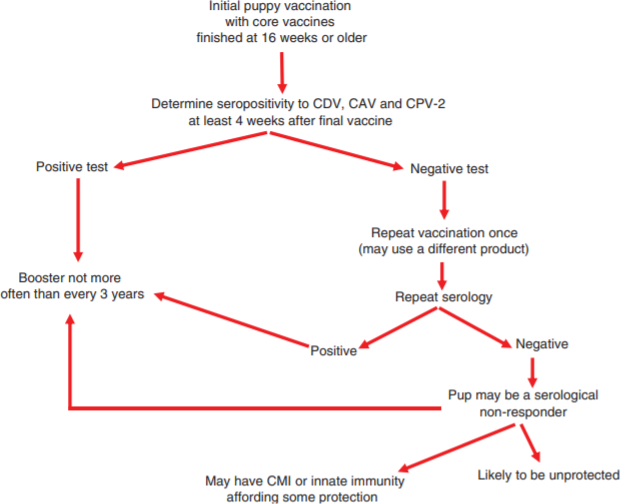 Initial puppy vaccination
with core vaccines
finished at 16 weeks or older
Determine seropositivity to CDV, CAV and CPV-2
at least 4 weeks after final vaccine
Positive test
Negative test
Repeat vaccination once
(may use a different product)
Booster not more
often than every 3 years
Repeat serology
Positive
Negative
Pup may be a serological
non-responder
May have CMI or innate immunity
affording some protection
Likely to be unprotected